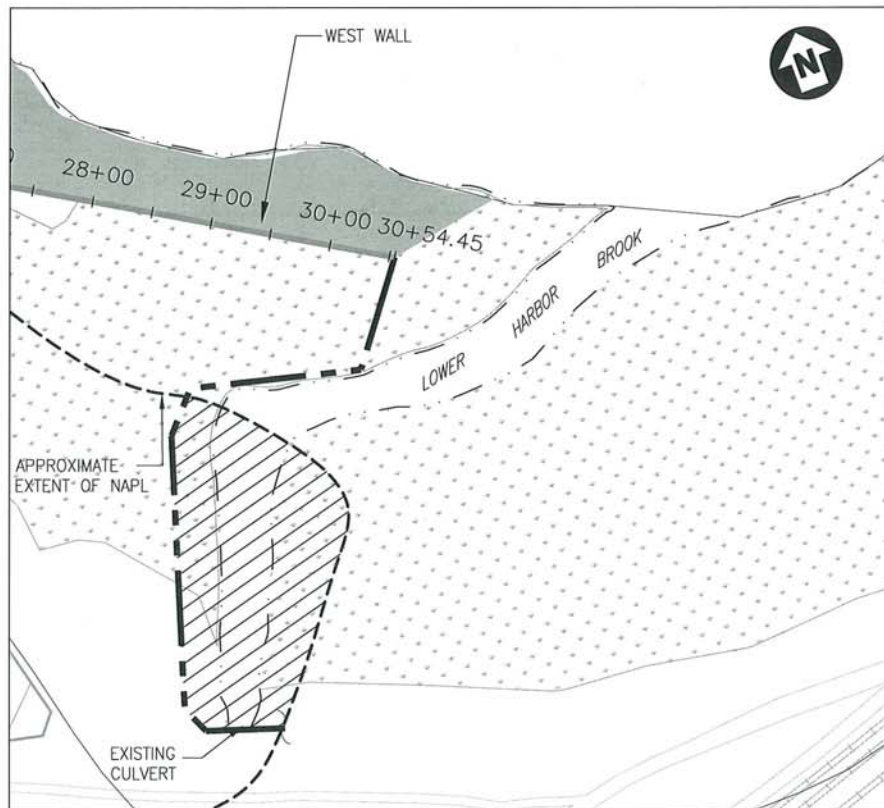 WEST WALL
N
28+00
29+00
30+00
30+54.45
LOWER HARBOR BROOK
APPROXIMATE
EXTENT OF NAPL
EXISTING
CULVERT